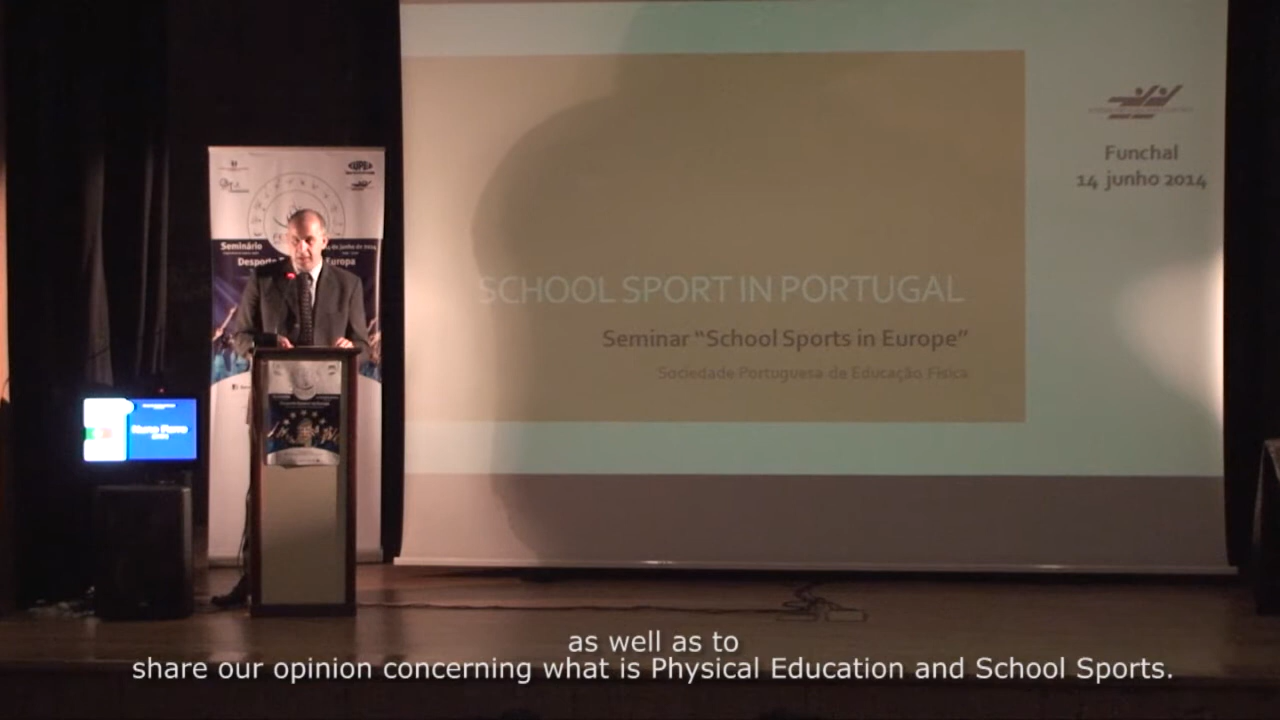 Funchal
14 junho 2014
SCHOOL SPORT IN PORTUGAL
Seminar “School Sports in Europe”
Sociedade Portuguesa de Educação Física
Seminário
Desporto
Europa
as well as to
share our opinion concerning what is Physical Education and School Sports.